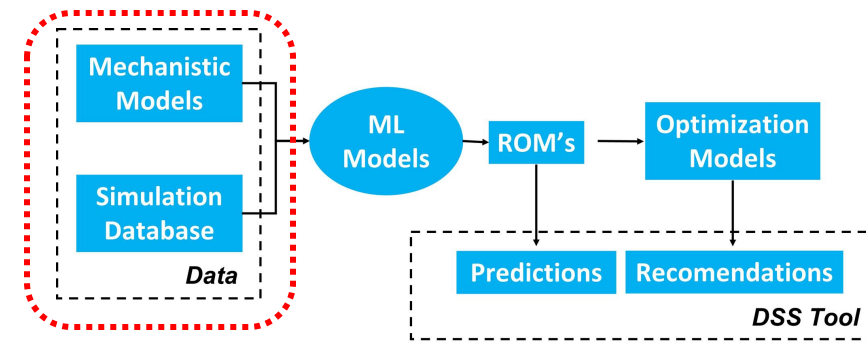 Mechanistic
Models
Simulation
Database
Data
ML
Models
ROM's
Optimization
Models
Predictions
Recomendations
DSS Tool